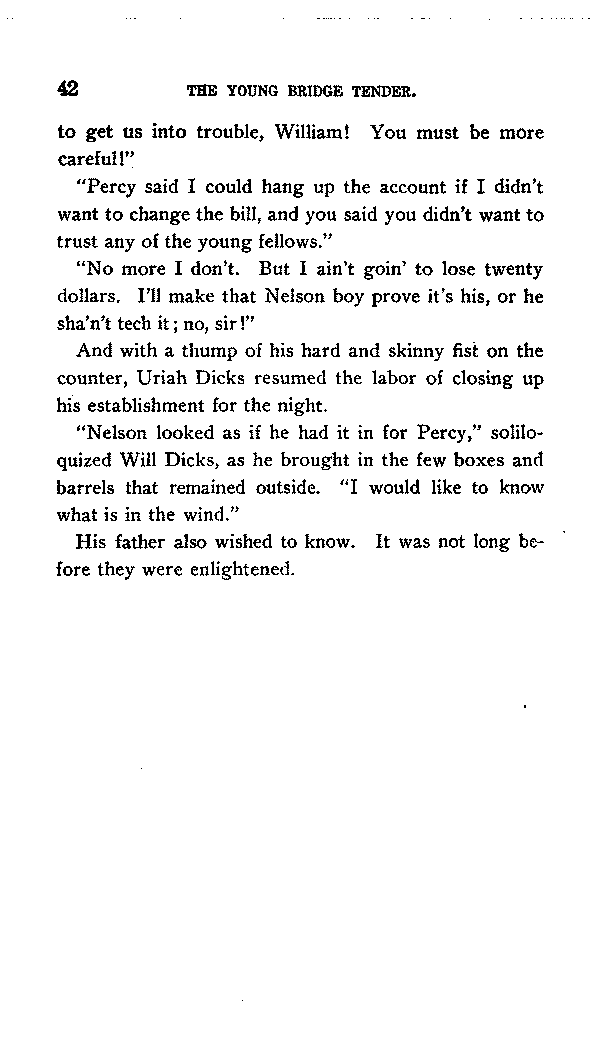 42 THE YOUNG BRIDGE TENDER.
to get us into trouble, William! You must be more
careful!"
"Percy said I could hang up the account if I didn't
want to change the bill, and you said you didn't want to
trust any of the young fellows."
"No more I don't. But I ain't goin' to lose twenty
dollars. I'll make that Nelson boy prove it's his, or he
sha'n't tech it; no, sir!"
And with a thump of his hard and skinny fist on the
counter, Uriah Dicks resumed the labor of closing up
his establishment for the night.
"Nelson looked as if he had it in for Percy," solilo-
quized Will Dicks, as he brought in the few boxes and
barrels that remained outside. "I would like to know
what is in the wind."
His father also wished to know. It was not long be-
fore they were enlightened.